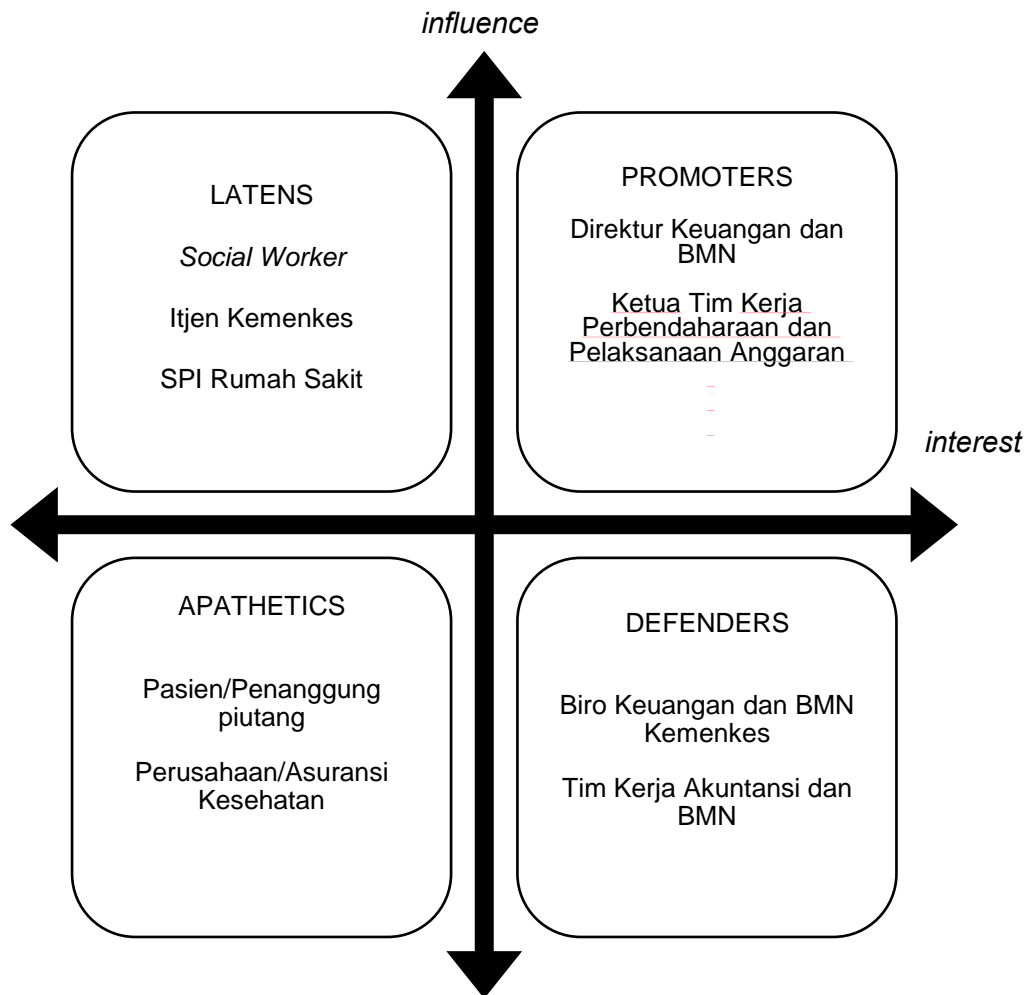 influence
LATENS
Social Worker
Itjen Kemenkes
SPI Rumah Sakit
PROMOTERS
Direktur Keuangan dan
BMN
Ketua Tim Kerja
Perbendaharaan dan
Pelaksanaan Anggaran
interest
APATHETICS
Pasien/Penanggung
piutang
Perusahaan/Asuransi
Kesehatan
DEFENDERS
Biro Keuangan dan BMN
Kemenkes
Tim Kerja Akuntansi dan
BMN